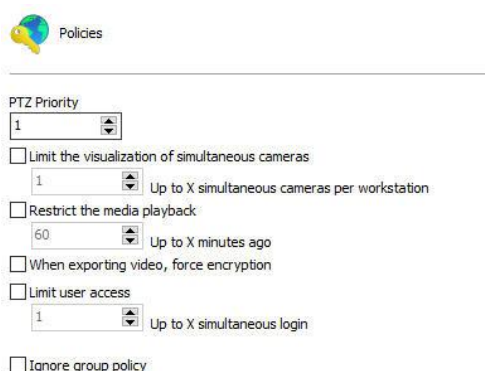 Policies
PTZ Priority
1
Limit the visualization of simultaneous cameras
1 Up to X simultaneous cameras per workstation
Restrict the media playback
60 Up to X minutes ago
When exporting video, force encryption
Limit user access
1 Up to X simultaneous login
Ignore group policy